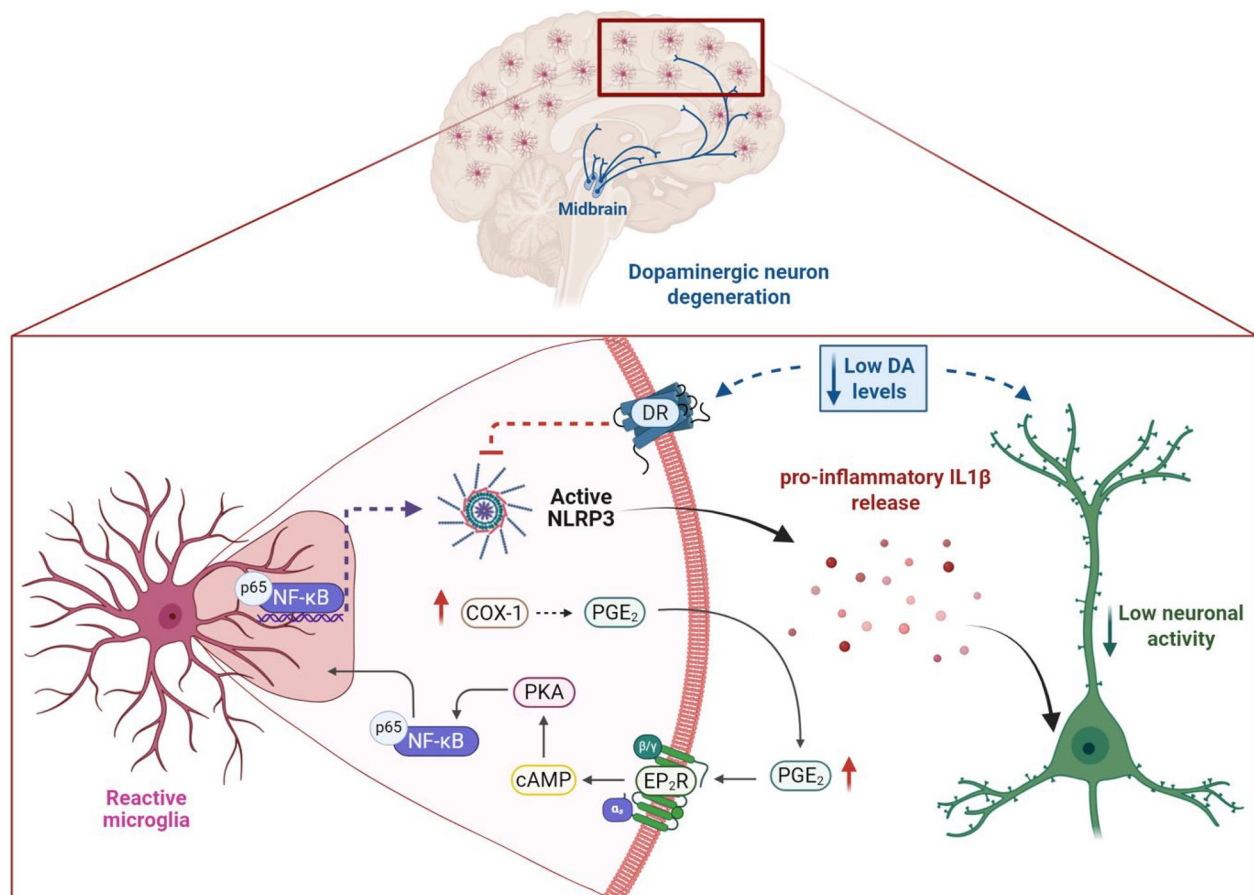 Midbrain
Dopaminergic neuron
degeneration
Low DA
levels
DR
pro-inflammatory IL1β
release
Active
NLRP3
p65
NF-κB
COX-1
PGE₂
Low neuronal
activity
PKA
p65
NF-κB
β/γ
cAMP
EP₂R
PGE₂
αₛ
Reactive
microglia